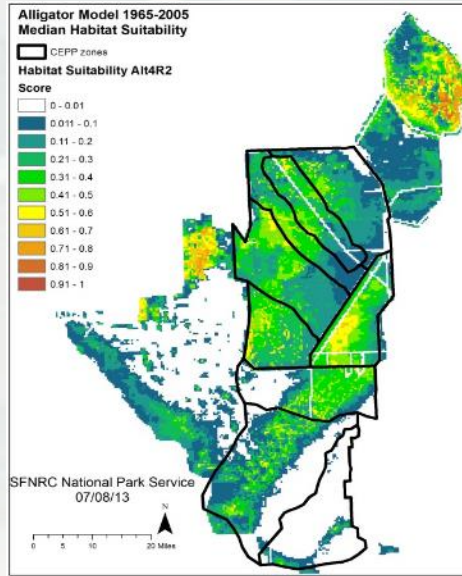 Alligator Model 1965-2005
Median Habitat Suitability
CEPP zones
Habitat Suitability Alt4R2
Score
0 - 0.01
0.011 - 0.1
0.11 - 0.2
0.21 - 0.3
0.31 - 0.4
0.41 - 0.5
0.51 - 0.6
0.61 - 0.7
0.71 - 0.8
0.81 - 0.9
0.91 - 1
SFNRC National Park Service
07/08/13
N
0 5 10 20 Miles